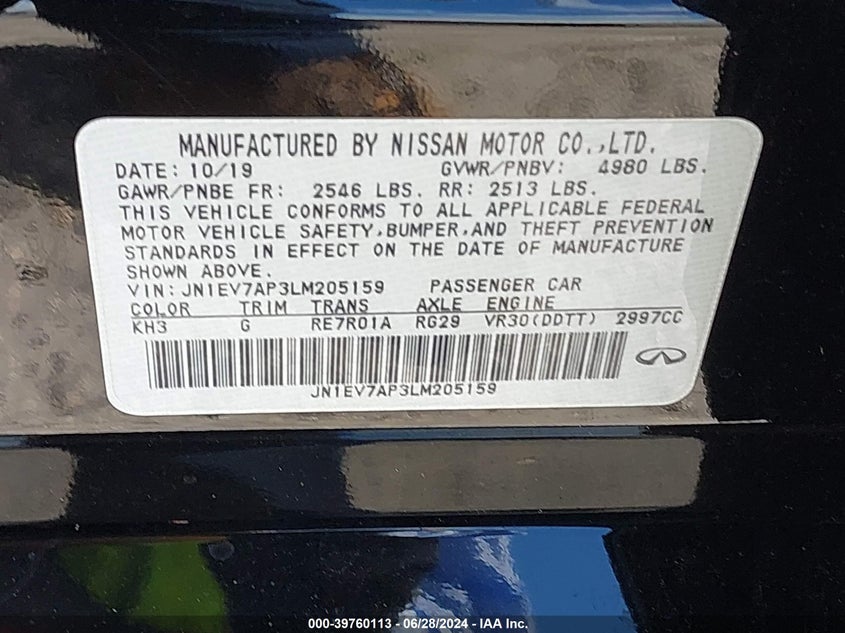 MANUFACTURED BY NISSAN MOTOR CO.,LTD.
DATE: 10/19 GVWR/PNBV: 4980 LBS.
GAWR/PNBE FR: 2546 LBS. RR: 2513 LBS.
THIS VEHICLE CONFORMS TO ALL APPLICABLE FEDERAL
MOTOR VEHICLE SAFETY,BUMPER,AND THEFT PREVENTION
STANDARDS IN EFFECT ON THE DATE OF MANUFACTURE
SHOWN ABOVE.
VIN: JN1EV7AP3LM205159 PASSENGER CAR
COLOR TRIM TRANS AXLE ENGINE
KH3 G RE7R01A RG29 VR30(DDTT) 2997CC
JN1EV7AP3LM205159
000-39760113 - 06/28/2024 - IAA Inc.